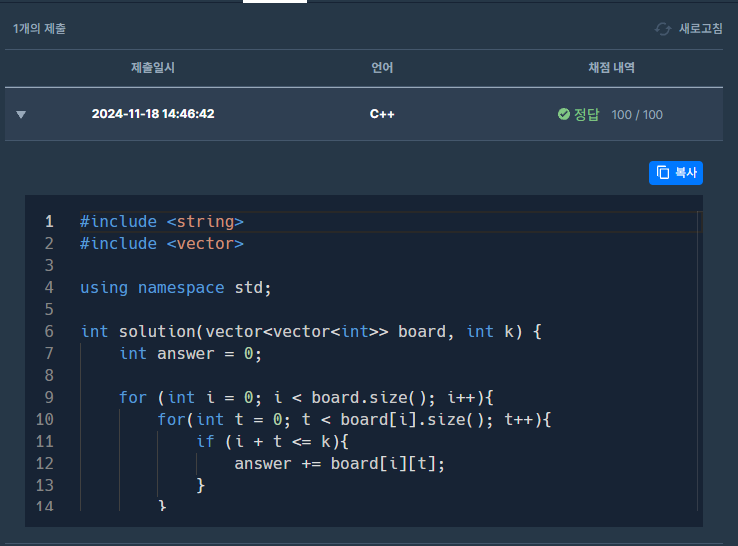 1개의 제출 새로고침
제출일시 언어 채점 내역
2024-11-18 14:46:42 C++ 정답 100 / 100
복사
1 #include <string>
2 #include <vector>
3
4 using namespace std;
5
6 int solution(vector<vector<int>> board, int k) {
7     int answer = 0;
8
9     for (int i = 0; i < board.size(); i++){
10         for(int t = 0; t < board[i].size(); t++){
11             if (i + t <= k){
12                 answer += board[i][t];
13             }
14         }